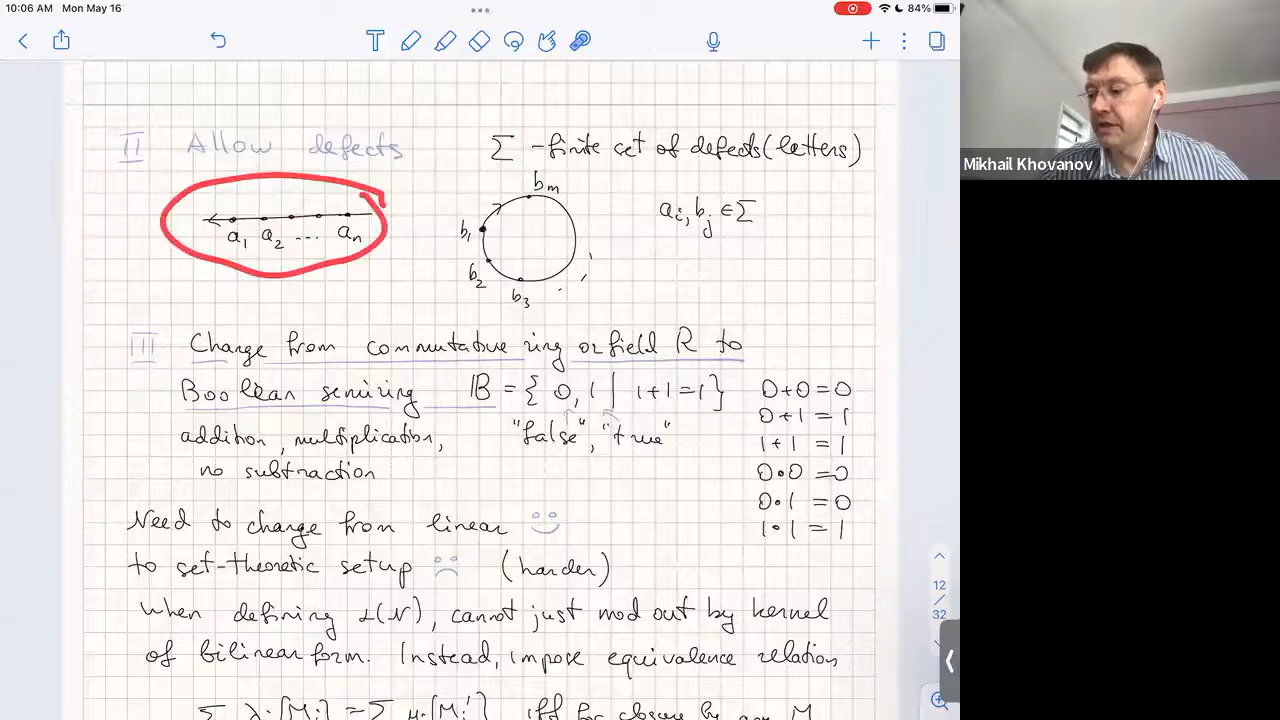 10:06 AM Mon May 16
84%
II Allow defects
Σ - finite set of defects (letters)
a1 a2 ... an
bm
b1
b2
b3
ai, bj ∈ Σ
III Change from commutative ring or field R to
Boolean semiring 𝔹 = { 0, 1 | 1+1=1 }
"false", "true"
addition, multiplication,
no subtraction
0+0=0
0+1=1
1+1=1
0·0=0
0·1=0
1·1=1
Need to change from linear
to set-theoretic setup (harder)
When defining α(N), cannot just mod out by kernel
of bilinear form. Instead, impose equivalence relation
12
/
32
Mikhail Khovanov